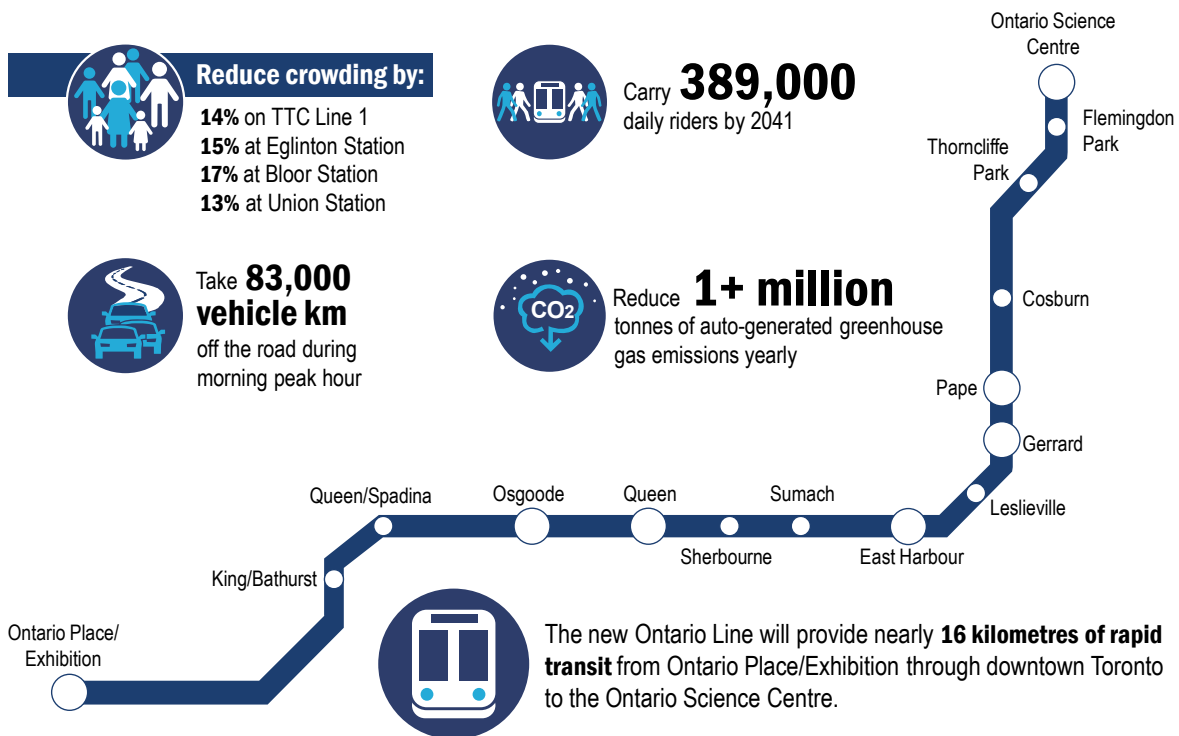 Reduce crowding by:
14% on TTC Line 1
15% at Eglinton Station
17% at Bloor Station
13% at Union Station
Carry 389,000
daily riders by 2041
Take 83,000
vehicle km
off the road during
morning peak hour
CO2
Reduce 1+ million
tonnes of auto-generated greenhouse
gas emissions yearly
Ontario Science
Centre
Flemingdon
Park
Thorncliffe
Park
Cosburn
Pape
Gerrard
Leslieville
East Harbour
Sumach
Sherbourne
Queen
Osgoode
Queen/Spadina
King/Bathurst
Ontario Place/
Exhibition
The new Ontario Line will provide nearly 16 kilometres of rapid
transit from Ontario Place/Exhibition through downtown Toronto
to the Ontario Science Centre.